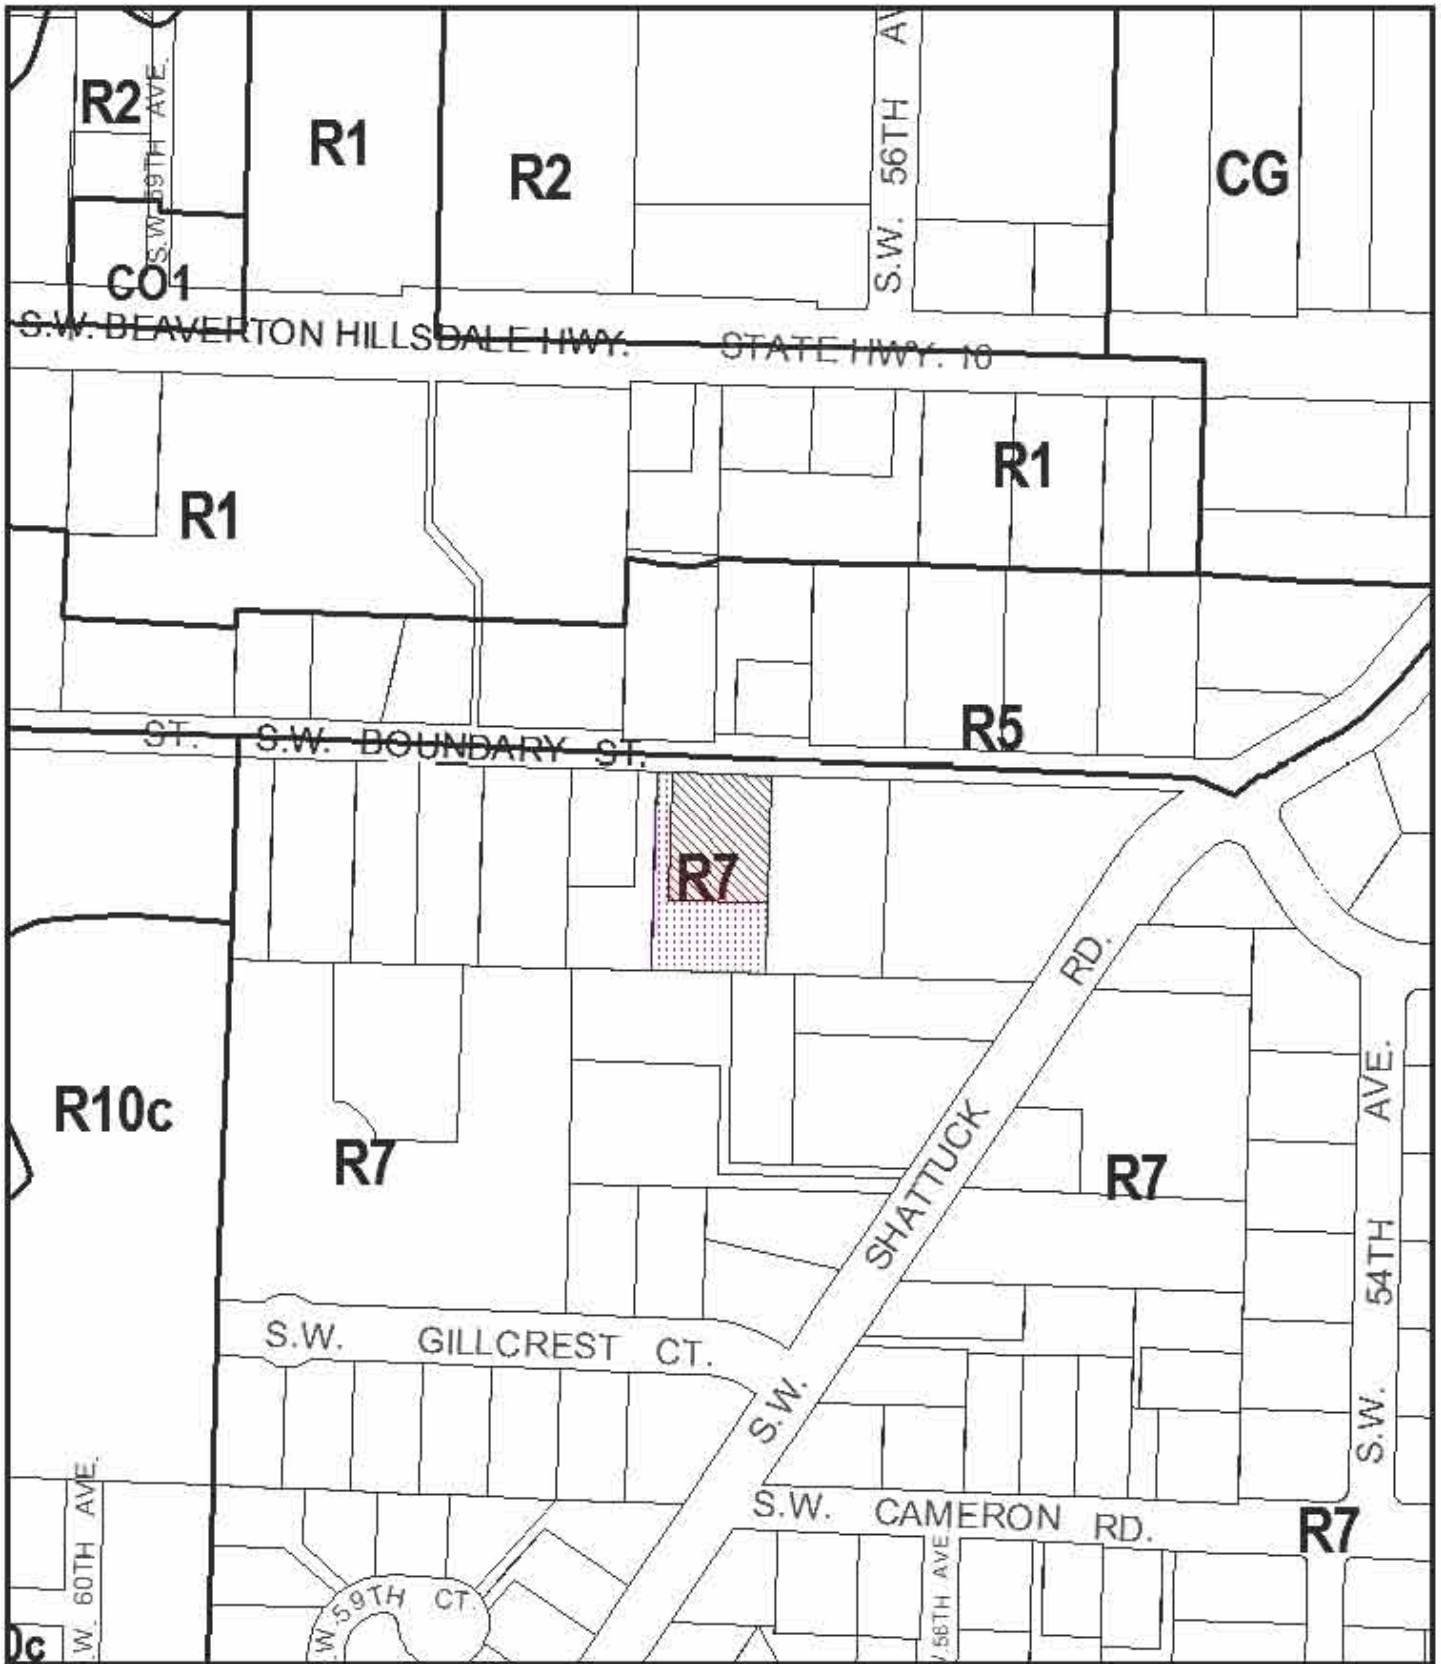 R2
S.W. 59TH AVE.
R1
R2
S.W. 56TH AV
CG
CO1
S.W. BEAVERTON HILLSDALE HWY. STATE HWY. 10
R1
R1
R5
ST. S.W. BOUNDARY ST.
R7
R10c
R7
S.W. SHATTUCK RD.
R7
S.W. 54TH AVE.
S.W. GILLCREST CT.
S.W. CAMERON RD.
R7
.W. 60TH AVE.
.W. 59TH CT.
.56TH AVE
0c